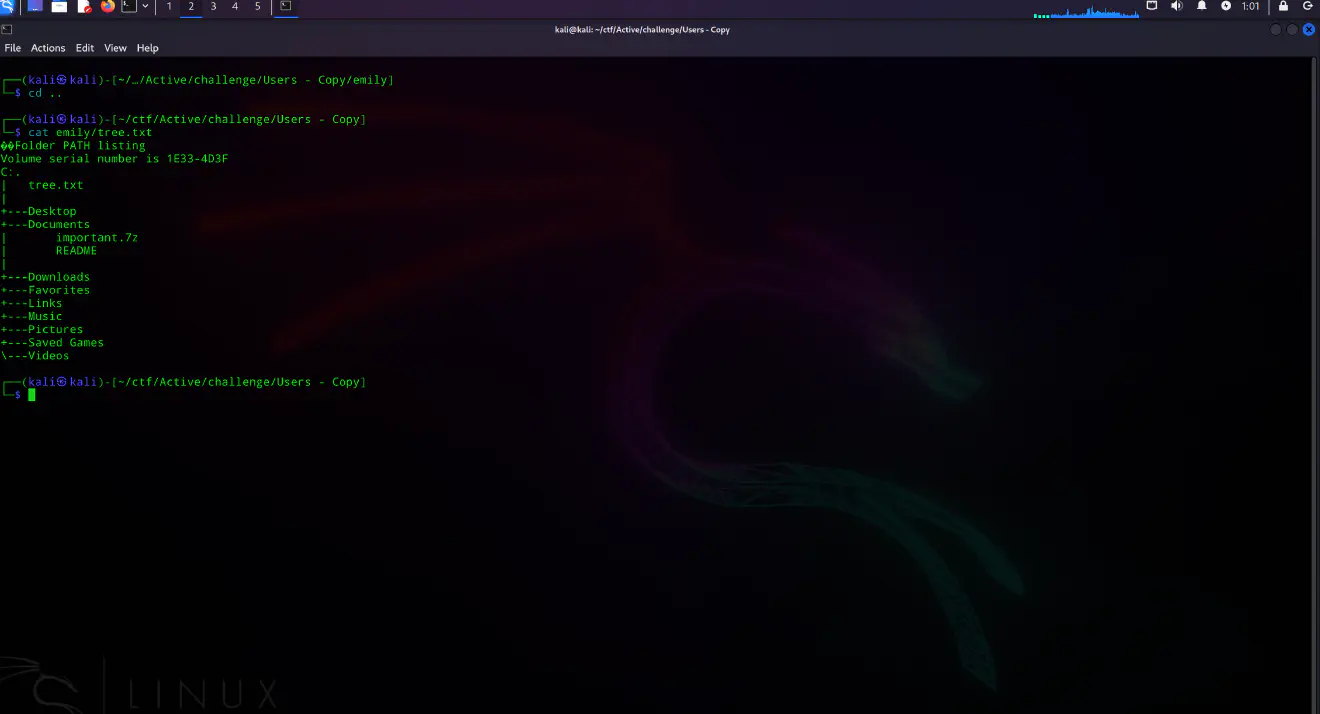 1 2 3 4 5
1:01
kali@kali: ~/ctf/Active/challenge/Users - Copy
File Actions Edit View Help
┌──(kali㉿kali)-[~/…/Active/challenge/Users - Copy/emily]
└─$ cd ..
┌──(kali㉿kali)-[~/ctf/Active/challenge/Users - Copy]
└─$ cat emily/tree.txt
��Folder PATH listing
Volume serial number is 1E33-4D3F
C:.
|   tree.txt
|
+---Desktop
+---Documents
|       important.7z
|       README
|
+---Downloads
+---Favorites
+---Links
+---Music
+---Pictures
+---Saved Games
\---Videos
┌──(kali㉿kali)-[~/ctf/Active/challenge/Users - Copy]
└─$
LINUX